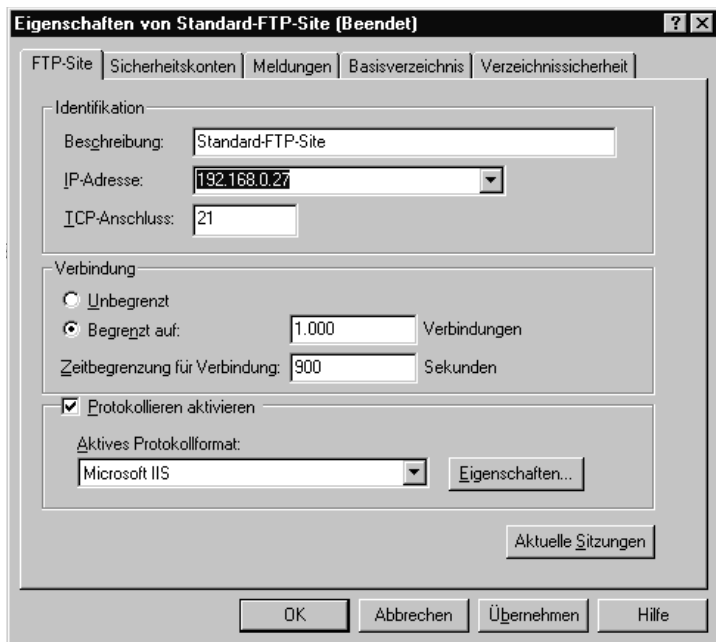 Eigenschaften von Standard-FTP-Site (Beendet)
FTP-Site Sicherheitskonten Meldungen Basisverzeichnis Verzeichnissicherheit
Identifikation
Beschreibung: Standard-FTP-Site
IP-Adresse: 192.168.0.27
TCP-Anschluss: 21
Verbindung
Unbegrenzt
Begrenzt auf: 1.000 Verbindungen
Zeitbegrenzung für Verbindung: 900 Sekunden
Protokollieren aktivieren
Aktives Protokollformat:
Microsoft IIS Eigenschaften...
Aktuelle Sitzungen
OK Abbrechen Übernehmen Hilfe